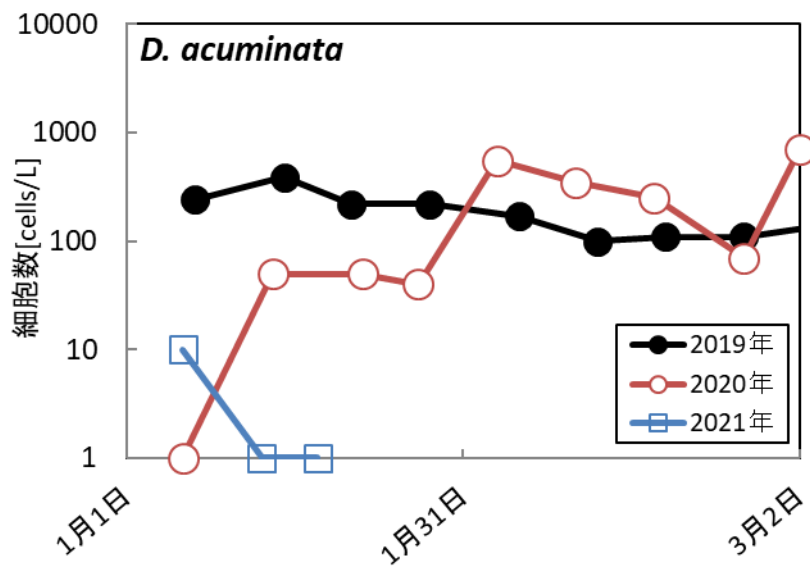 D. acuminata
10000
1000
100
10
1
細胞数[cells/L]
1月1日
1月31日
3月2日
2019年
2020年
2021年